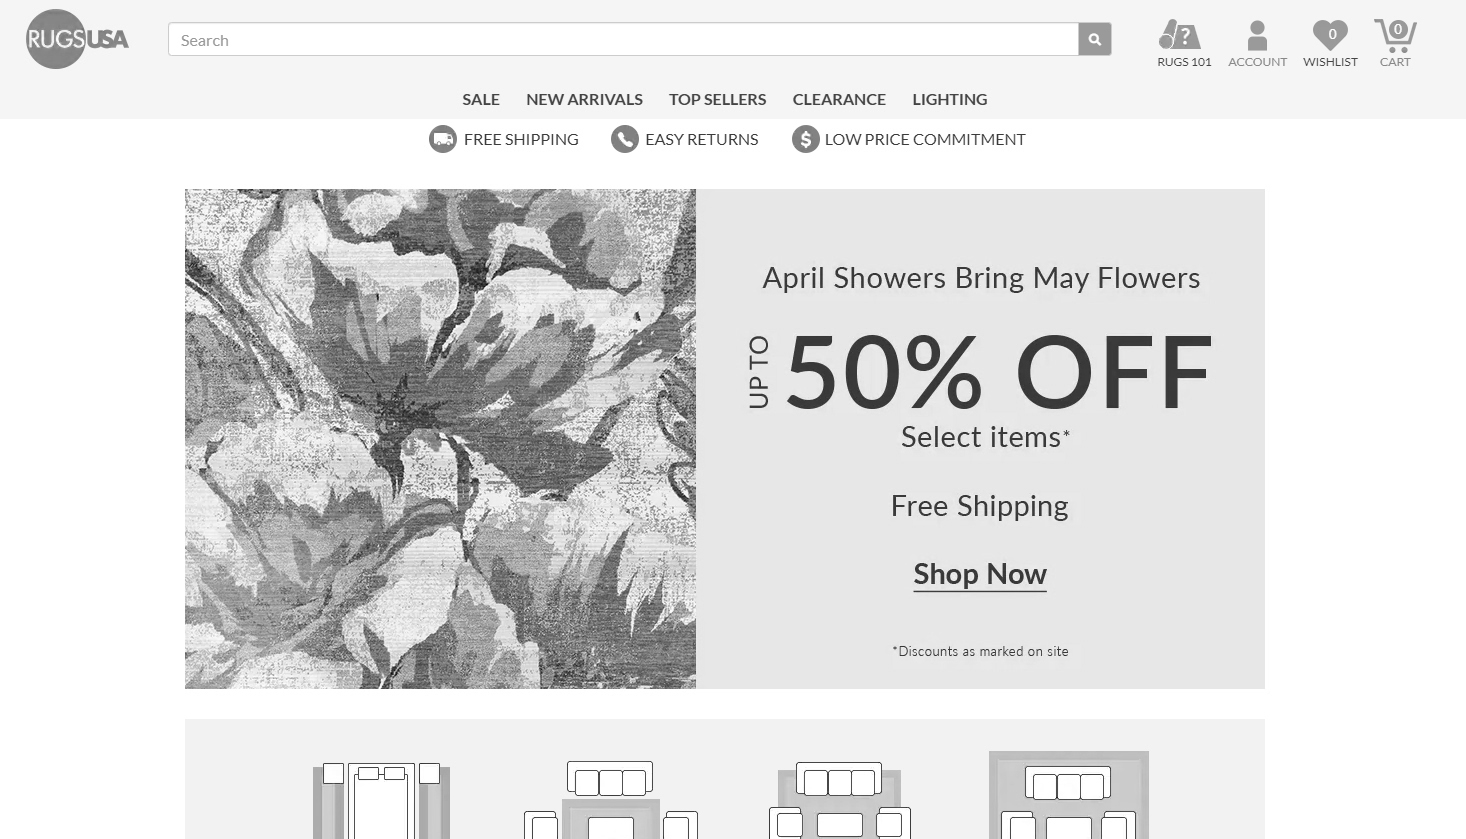 RUGSUSA
Search
?
RUGS 101
ACCOUNT
0
WISHLIST
0
CART
SALE
NEW ARRIVALS
TOP SELLERS
CLEARANCE
LIGHTING
FREE SHIPPING
EASY RETURNS
$
LOW PRICE COMMITMENT
April Showers Bring May Flowers
UP TO
50% OFF
Select items*
Free Shipping
Shop Now
*Discounts as marked on site